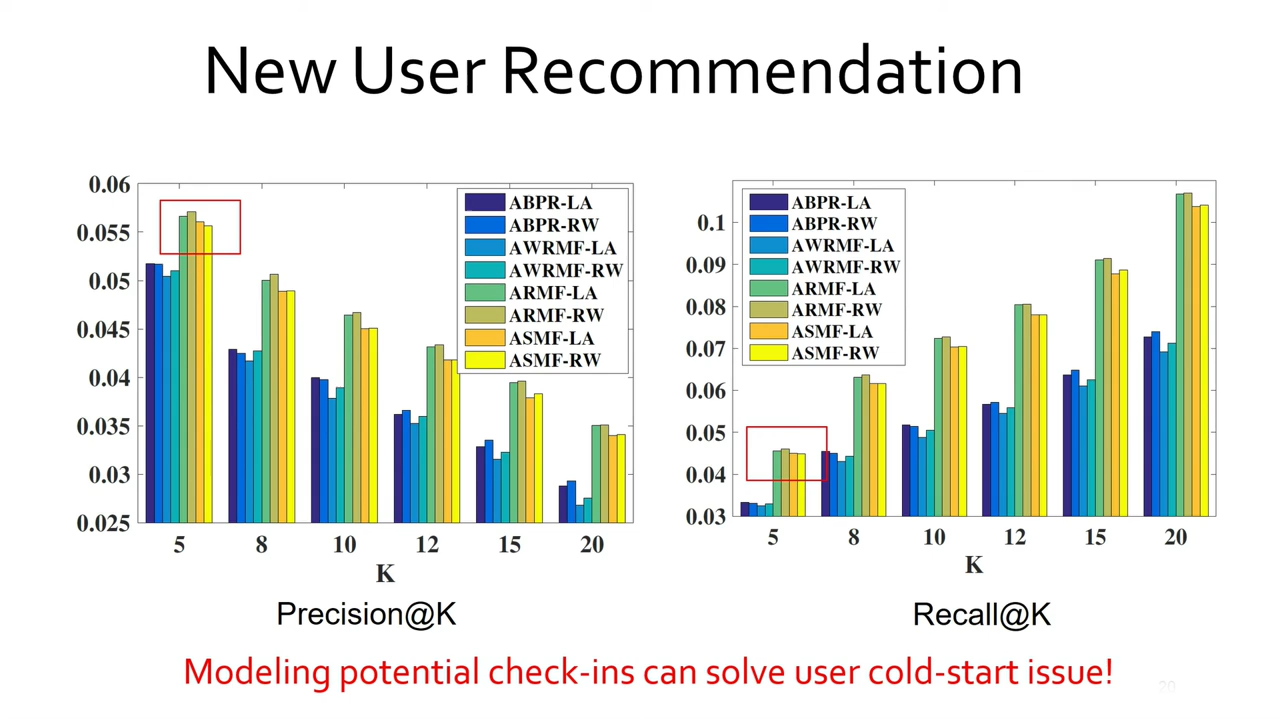 New User Recommendation
0.06
0.055
0.05
0.045
0.04
0.035
0.03
0.025
5 8 10 12 15 20
K
ABPR-LA
ABPR-RW
AWRMF-LA
AWRMF-RW
ARMF-LA
ARMF-RW
ASMF-LA
ASMF-RW
Precision@K
0.1
0.09
0.08
0.07
0.06
0.05
0.04
0.03
5 8 10 12 15 20
K
ABPR-LA
ABPR-RW
AWRMF-LA
AWRMF-RW
ARMF-LA
ARMF-RW
ASMF-LA
ASMF-RW
Recall@K
Modeling potential check-ins can solve user cold-start issue!